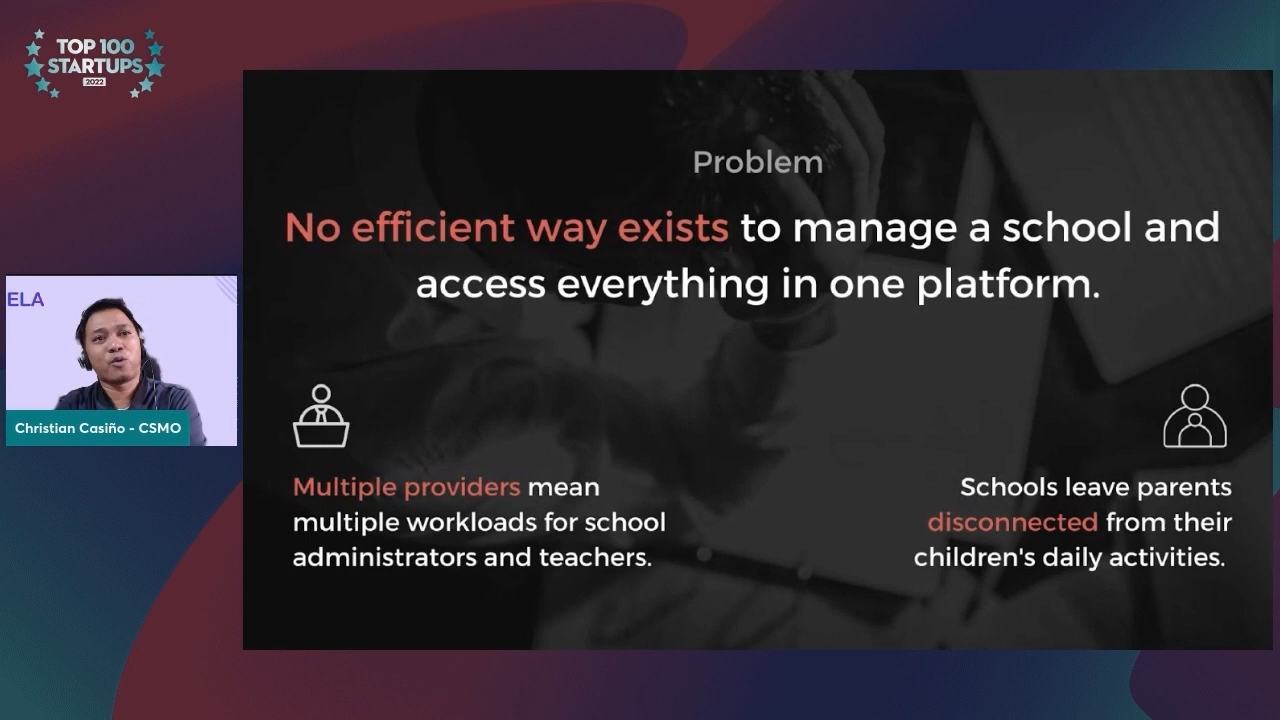 TOP 100
STARTUPS
2022
Problem
No efficient way exists to manage a school and
access everything in one platform.
ELA
Christian Casiño - CSMO
Multiple providers mean
multiple workloads for school
administrators and teachers.
Schools leave parents
disconnected from their
children's daily activities.